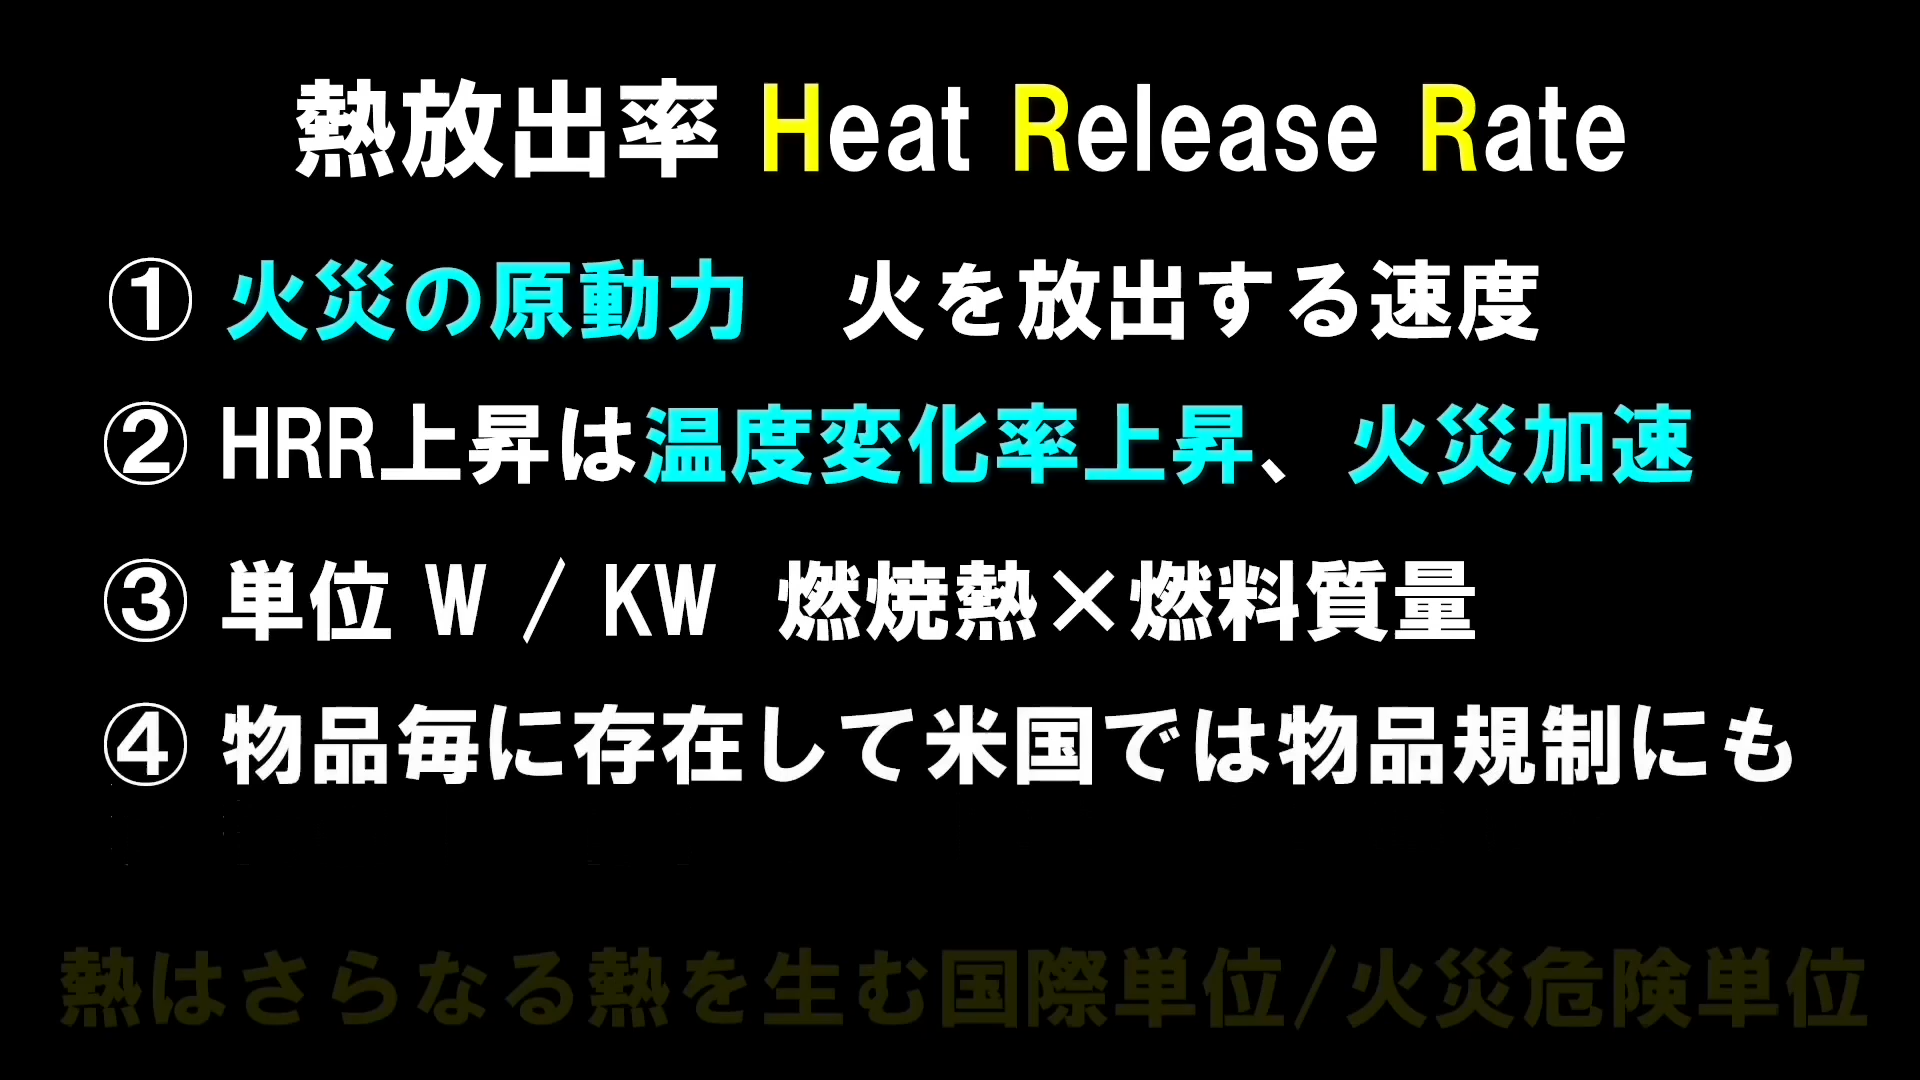 熱放出率 Heat Release Rate
① 火災の原動力　火を放出する速度
② HRR上昇は温度変化率上昇、火災加速
③ 単位 W / KW 燃焼熱×燃料質量
④ 物品毎に存在して米国では物品規制にも
熱はさらなる熱を生む国際単位/火災危険単位